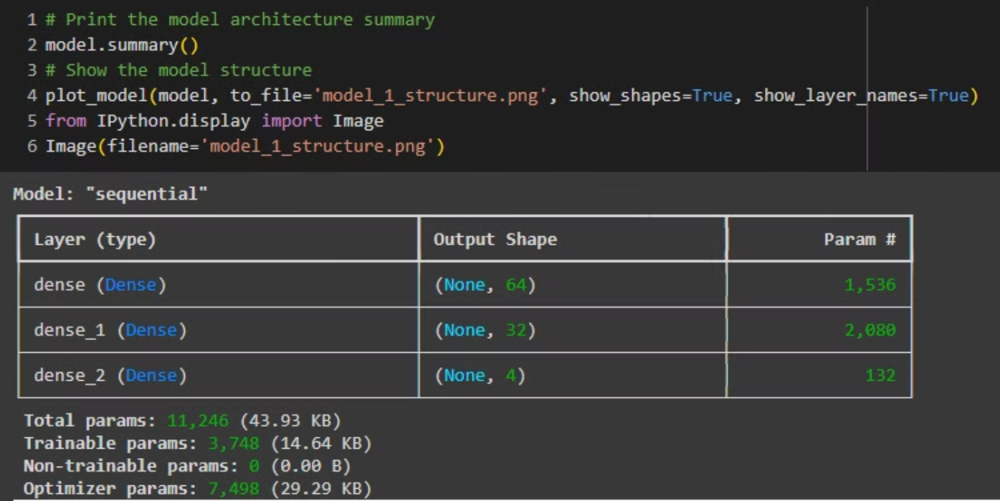 1 # Print the model architecture summary
2 model.summary()
3 # Show the model structure
4 plot_model(model, to_file='model_1_structure.png', show_shapes=True, show_layer_names=True)
5 from IPython.display import Image
6 Image(filename='model_1_structure.png')
Model: "sequential"
Layer (type) Output Shape Param #
dense (Dense) (None, 64) 1,536
dense_1 (Dense) (None, 32) 2,080
dense_2 (Dense) (None, 4) 132
Total params: 11,246 (43.93 KB)
Trainable params: 3,748 (14.64 KB)
Non-trainable params: 0 (0.00 B)
Optimizer params: 7,498 (29.29 KB)